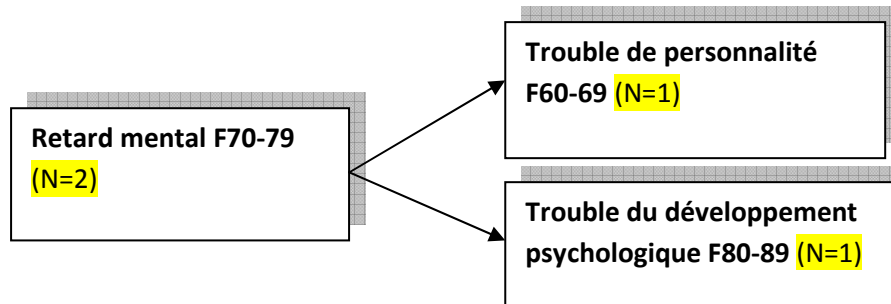 Retard mental F70-79
(N=2)
Trouble de personnalité
F60-69 (N=1)
Trouble du développement
psychologique F80-89 (N=1)